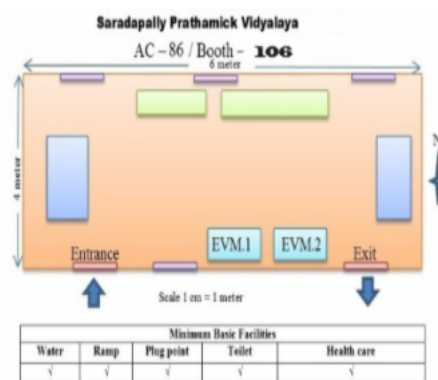 Saradapally Prathamick Vidyalaya
AC – 86 / Booth - 106
6 meter
4 meter
N
EVM.1 EVM.2
Entrance Exit
Scale 1 cm = 1 meter
Minimum Basic Facilities
Water Ramp Plug point Toilet Health care
√ √ √ √ √